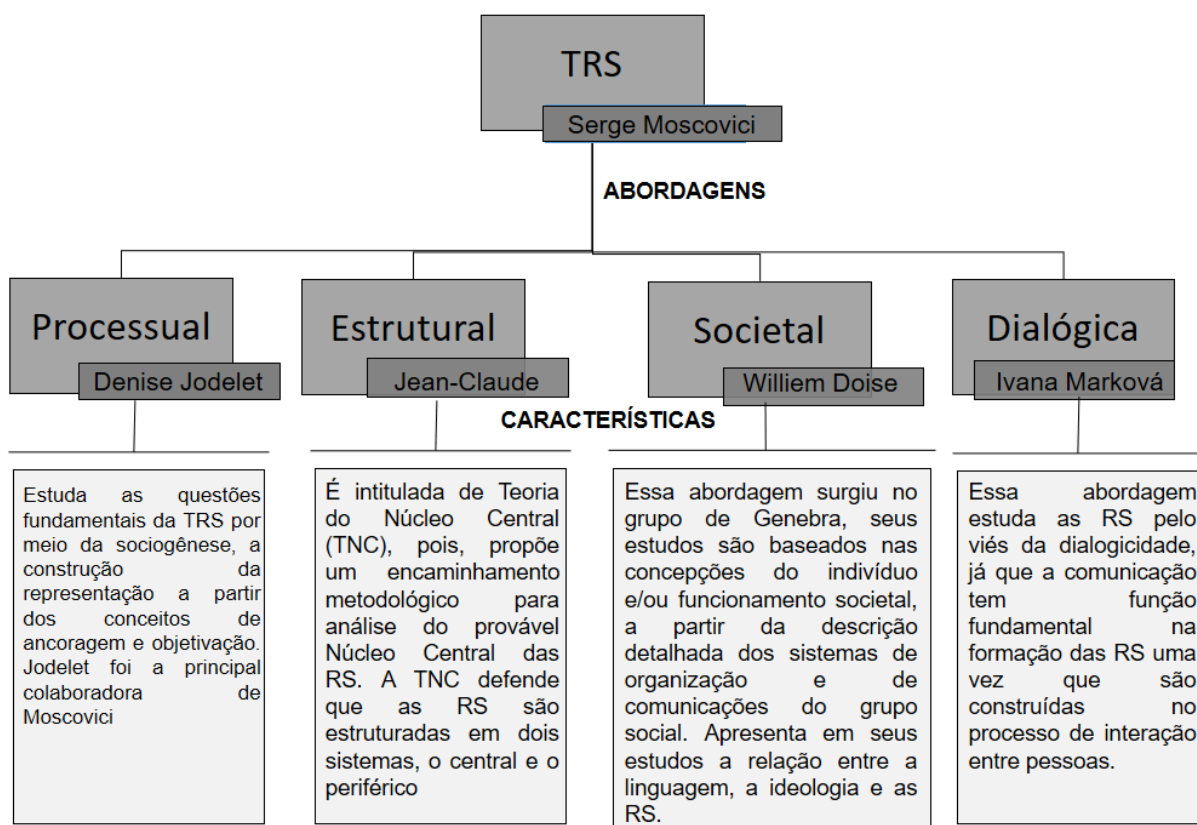 TRS
Serge Moscovici
ABORDAGENS
Processual
Denise Jodelet
Estrutural
Jean-Claude
Societal
Williem Doise
Dialógica
Ivana Marková
CARACTERÍSTICAS
Estuda as questões
fundamentais da TRS por
meio da sociogênese, a
construção da
representação a partir
dos conceitos de
ancoragem e objetivação.
Jodelet foi a principal
colaboradora de
Moscovici
É intitulada de Teoria
do Núcleo Central
(TNC), pois, propõe
um encaminhamento
metodológico para
análise do provável
Núcleo Central das
RS. A TNC defende
que as RS são
estruturadas em dois
sistemas, o central e o
periférico
Essa abordagem surgiu no
grupo de Genebra, seus
estudos são baseados nas
concepções do indivíduo
e/ou funcionamento societal,
a partir da descrição
detalhada dos sistemas de
organização e de
comunicações do grupo
social. Apresenta em seus
estudos a relação entre a
linguagem, a ideologia e as
RS.
Essa abordagem
estuda as RS pelo
viés da dialogicidade,
já que a comunicação
tem função
fundamental na
formação das RS uma
vez que são
construídas no
processo de interação
entre pessoas.